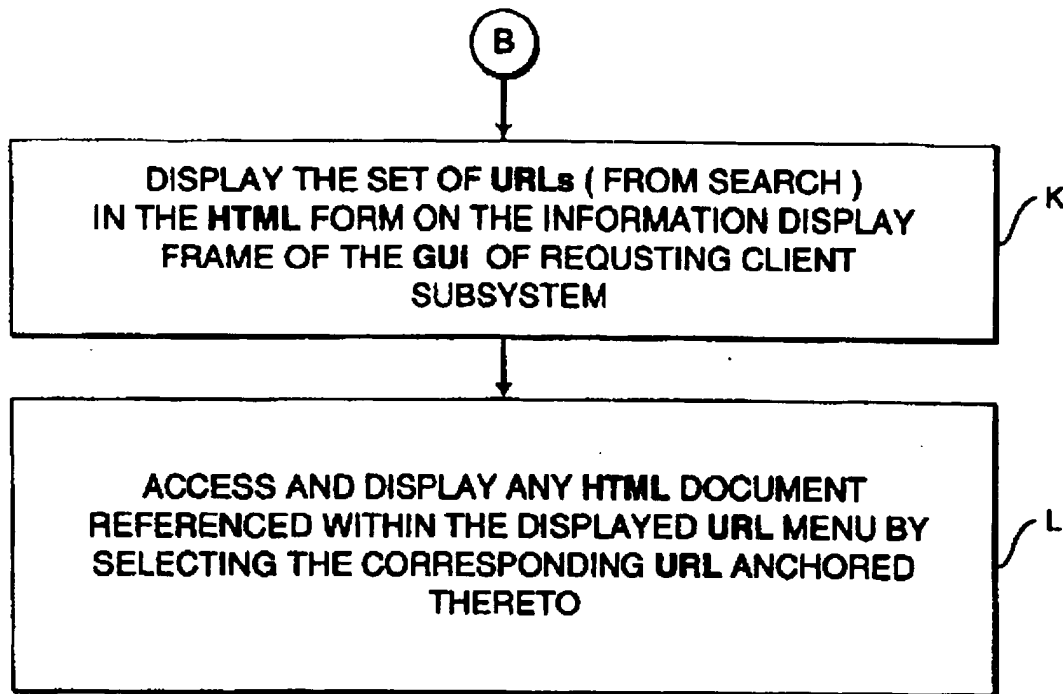 B
DISPLAY THE SET OF URLs ( FROM SEARCH )
IN THE HTML FORM ON THE INFORMATION DISPLAY
FRAME OF THE GUI OF REQUSTING CLIENT
SUBSYSTEM
K
ACCESS AND DISPLAY ANY HTML DOCUMENT
REFERENCED WITHIN THE DISPLAYED URL MENU BY
SELECTING THE CORRESPONDING URL ANCHORED
THERETO
L